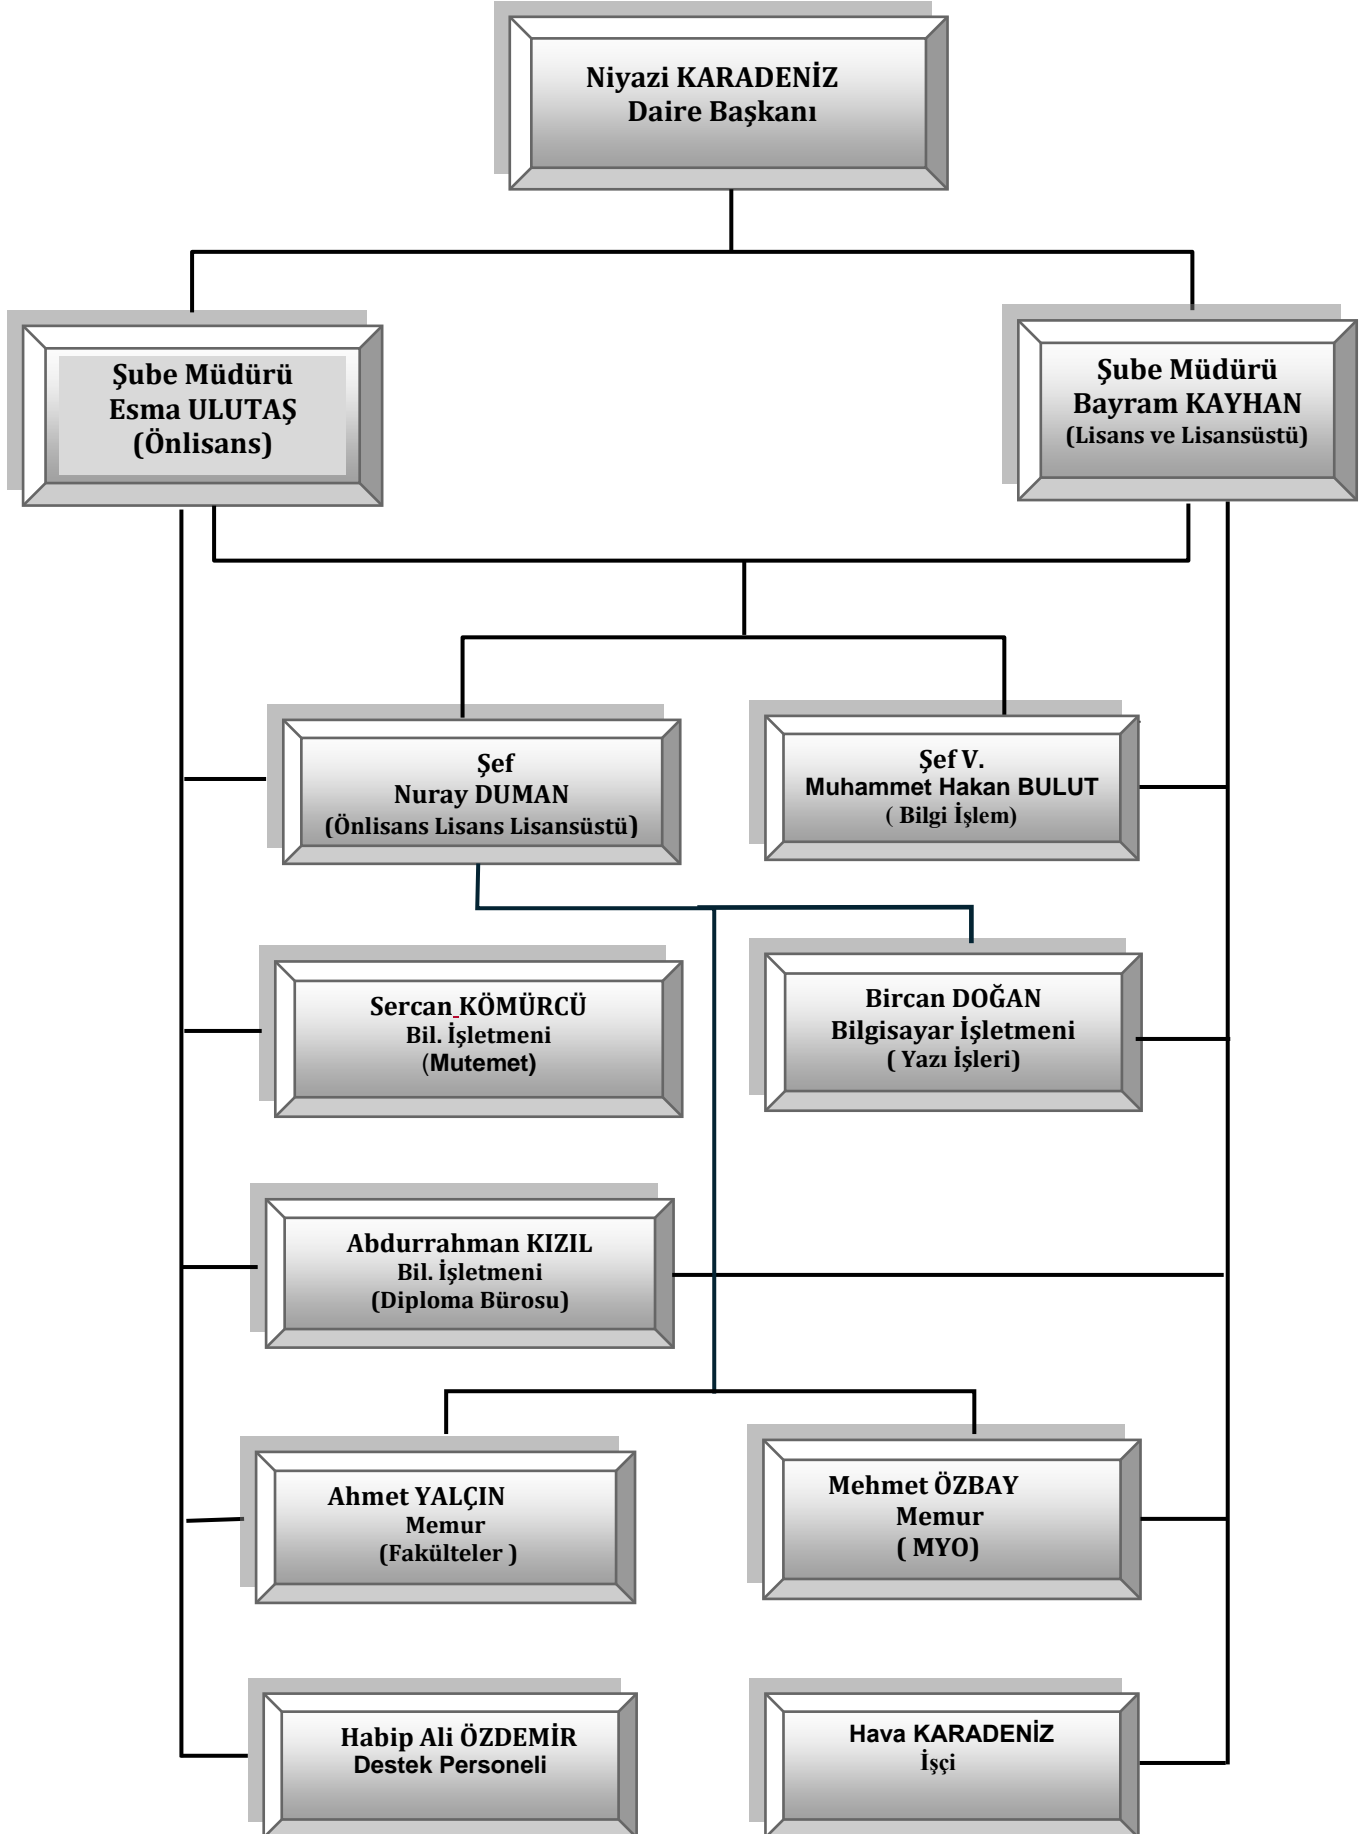 Niyazi KARADENİZ
Daire Başkanı
Şube Müdürü
Esma ULUTAŞ
(Önlisans)
Şube Müdürü
Bayram KAYHAN
(Lisans ve Lisansüstü)
Şef
Nuray DUMAN
(Önlisans Lisans Lisansüstü)
Şef V.
Muhammet Hakan BULUT
( Bilgi İşlem)
Sercan KÖMÜRCÜ
Bil. İşletmeni
(Mutemet)
Bircan DOĞAN
Bilgisayar İşletmeni
( Yazı İşleri)
Abdurrahman KIZIL
Bil. İşletmeni
(Diploma Bürosu)
Ahmet YALÇIN
Memur
(Fakülteler )
Mehmet ÖZBAY
Memur
( MYO)
Habip Ali ÖZDEMİR
Destek Personeli
Hava KARADENİZ
İşçi